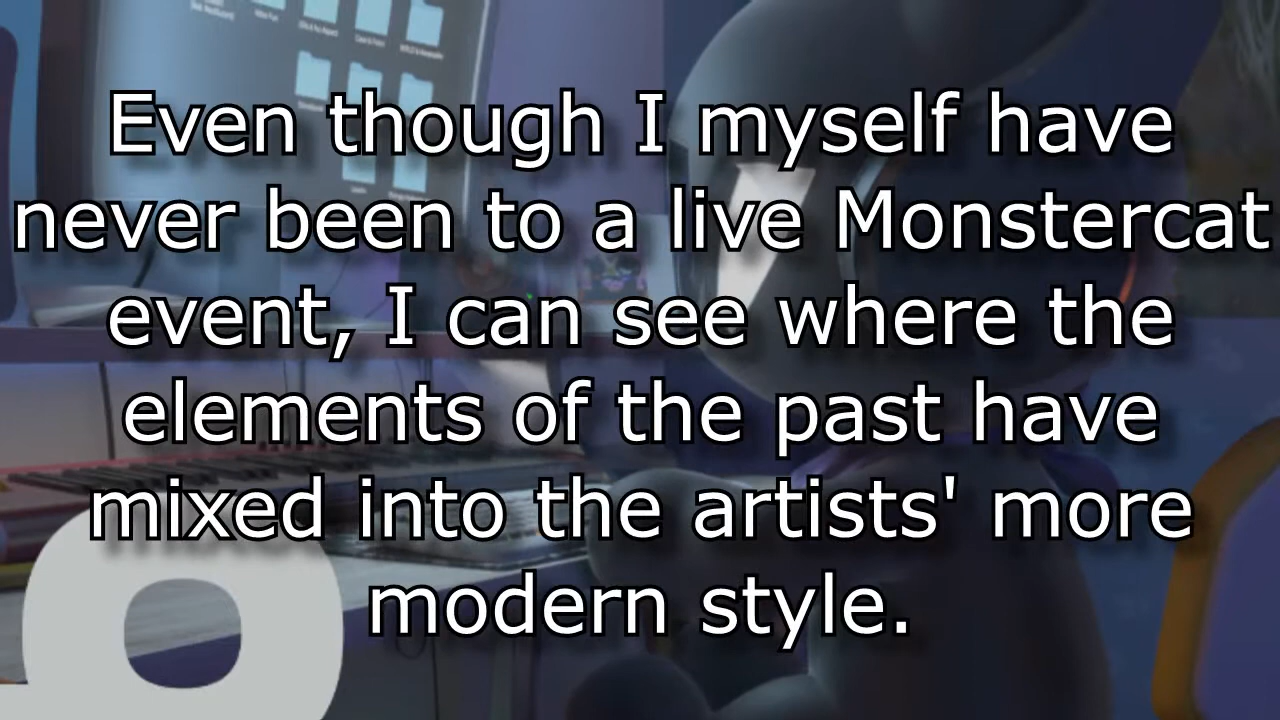 Even though I myself have
never been to a live Monstercat
event, I can see where the
elements of the past have
mixed into the artists' more
modern style.